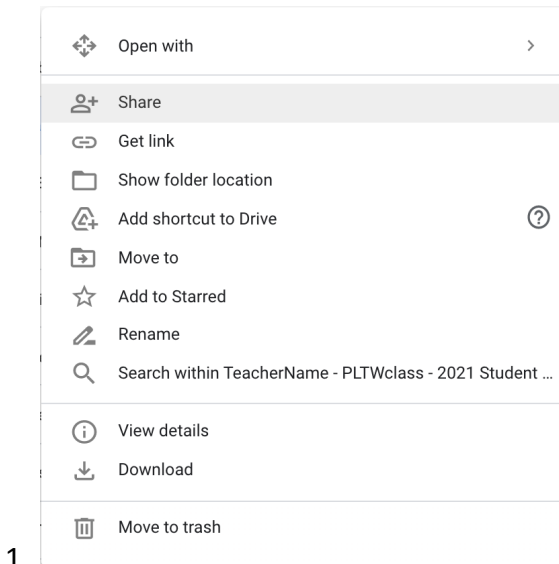 Open with
Share
Get link
Show folder location
Add shortcut to Drive
Move to
Add to Starred
Rename
Search within TeacherName - PLTWclass - 2021 Student ...
View details
Download
Move to trash
1